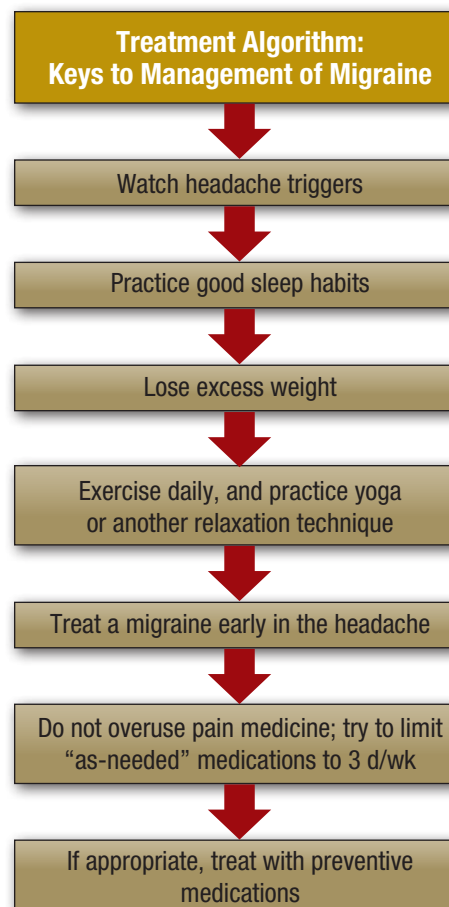 Treatment Algorithm:
Keys to Management of Migraine
Watch headache triggers
Practice good sleep habits
Lose excess weight
Exercise daily, and practice yoga
or another relaxation technique
Treat a migraine early in the headache
Do not overuse pain medicine; try to limit
“as-needed” medications to 3 d/wk
If appropriate, treat with preventive
medications